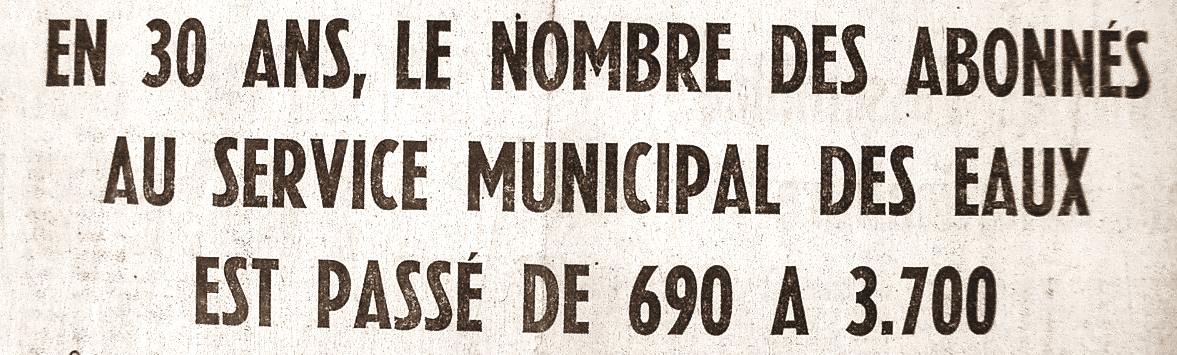 EN 30 ANS, LE NOMBRE DES ABONNÉS
AU SERVICE MUNICIPAL DES EAUX
EST PASSÉ DE 690 A 3.700